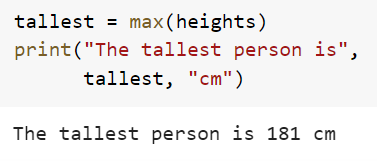 tallest = max(heights)
print("The tallest person is",
      tallest, "cm")
The tallest person is 181 cm